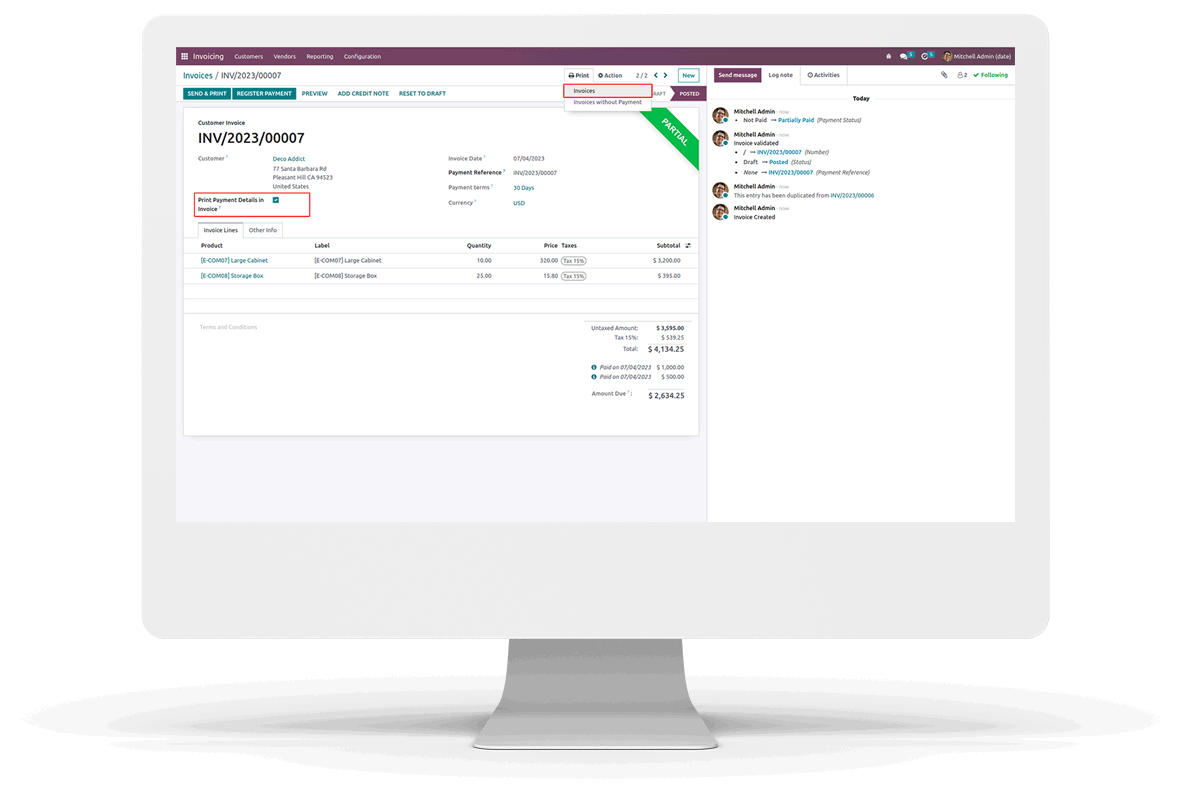 Invoicing Customers Vendors Reporting Configuration 5 5 Mitchell Admin (date)
Invoices / INV/2023/00007 Print Action 2 / 2 New
Send message Log note Activities 2 Following
SEND & PRINT REGISTER PAYMENT PREVIEW ADD CREDIT NOTE RESET TO DRAFT
Invoices
Invoices without Payment
RAFT POSTED
PARTIAL
Customer Invoice
INV/2023/00007
Customer ? Deco Addict
77 Santa Barbara Rd
Pleasant Hill CA 94523
United States
Print Payment Details in
Invoice ?
Invoice Date ? 07/04/2023
Payment Reference ? INV/2023/00007
Payment terms ? 30 Days
Currency ? USD
Invoice Lines Other Info
Product Label Quantity Price Taxes Subtotal
[E-COM07] Large Cabinet [E-COM07] Large Cabinet 10.00 320.00 Tax 15% $ 3,200.00
[E-COM08] Storage Box [E-COM08] Storage Box 25.00 15.80 Tax 15% $ 395.00
Terms and Conditions
Untaxed Amount: $ 3,595.00
Tax 15%: $ 539.25
Total: $ 4,134.25
Paid on 07/04/2023 $ 1,000.00
Paid on 07/04/2023 $ 500.00
Amount Due ? : $ 2,634.25
Today
Mitchell Admin - now
• Not Paid → Partially Paid (Payment Status)
Mitchell Admin - now
Invoice validated
• / → INV/2023/00007 (Number)
• Draft → Posted (Status)
• None → INV/2023/00007 (Payment Reference)
Mitchell Admin - now
This entry has been duplicated from INV/2023/00006
Mitchell Admin - now
Invoice Created